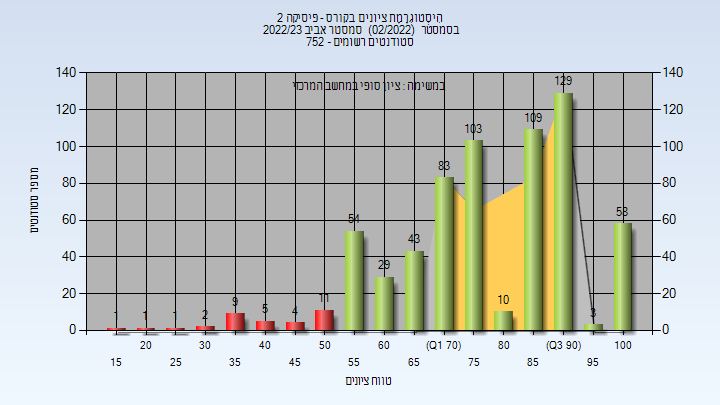 היסטוגרמת ציונים בקורס - פיסיקה 2
בסמסטר (02/2022) סמסטר אביב 2022/23
סטודנטים רשומים - 752
במשימה : ציון סופי במחשב המרכזי
מספר סטודנטים
140 140
120 120
100 100
80 80
60 60
40 40
20 20
0 0
1 1 1 2 9 5 4 11 54 29 43 83 103 10 109 129 3 58
20 30 40 50 60 (Q1 70) 80 (Q3 90) 100
15 25 35 45 55 65 75 85 95
טווח ציונים